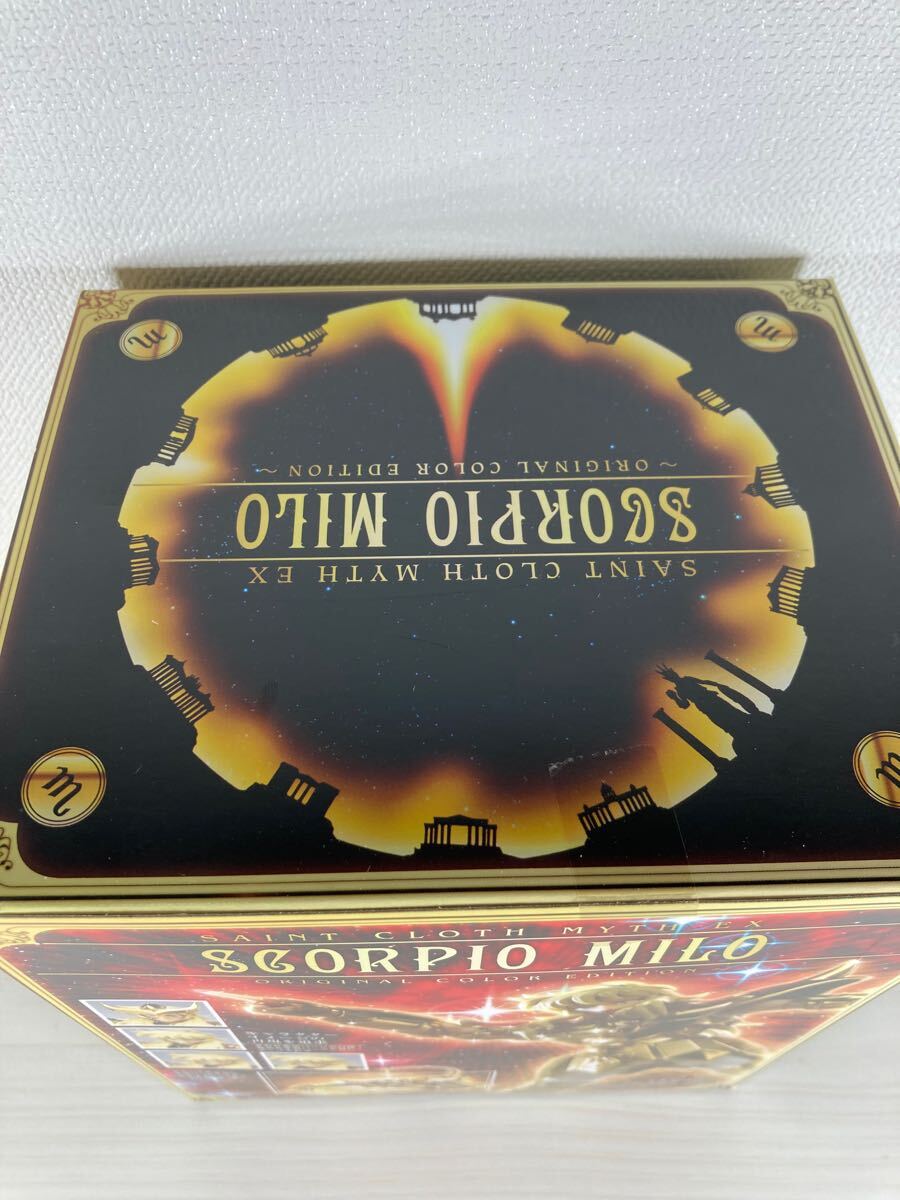 SAINT CLOTH MYTH EX
SCORPIO MILO
~ ORIGINAL COLOR EDITION ~
SAINT CLOTH MYTH EX
SCORPIO MILO
ORIGINAL COLOR EDITION